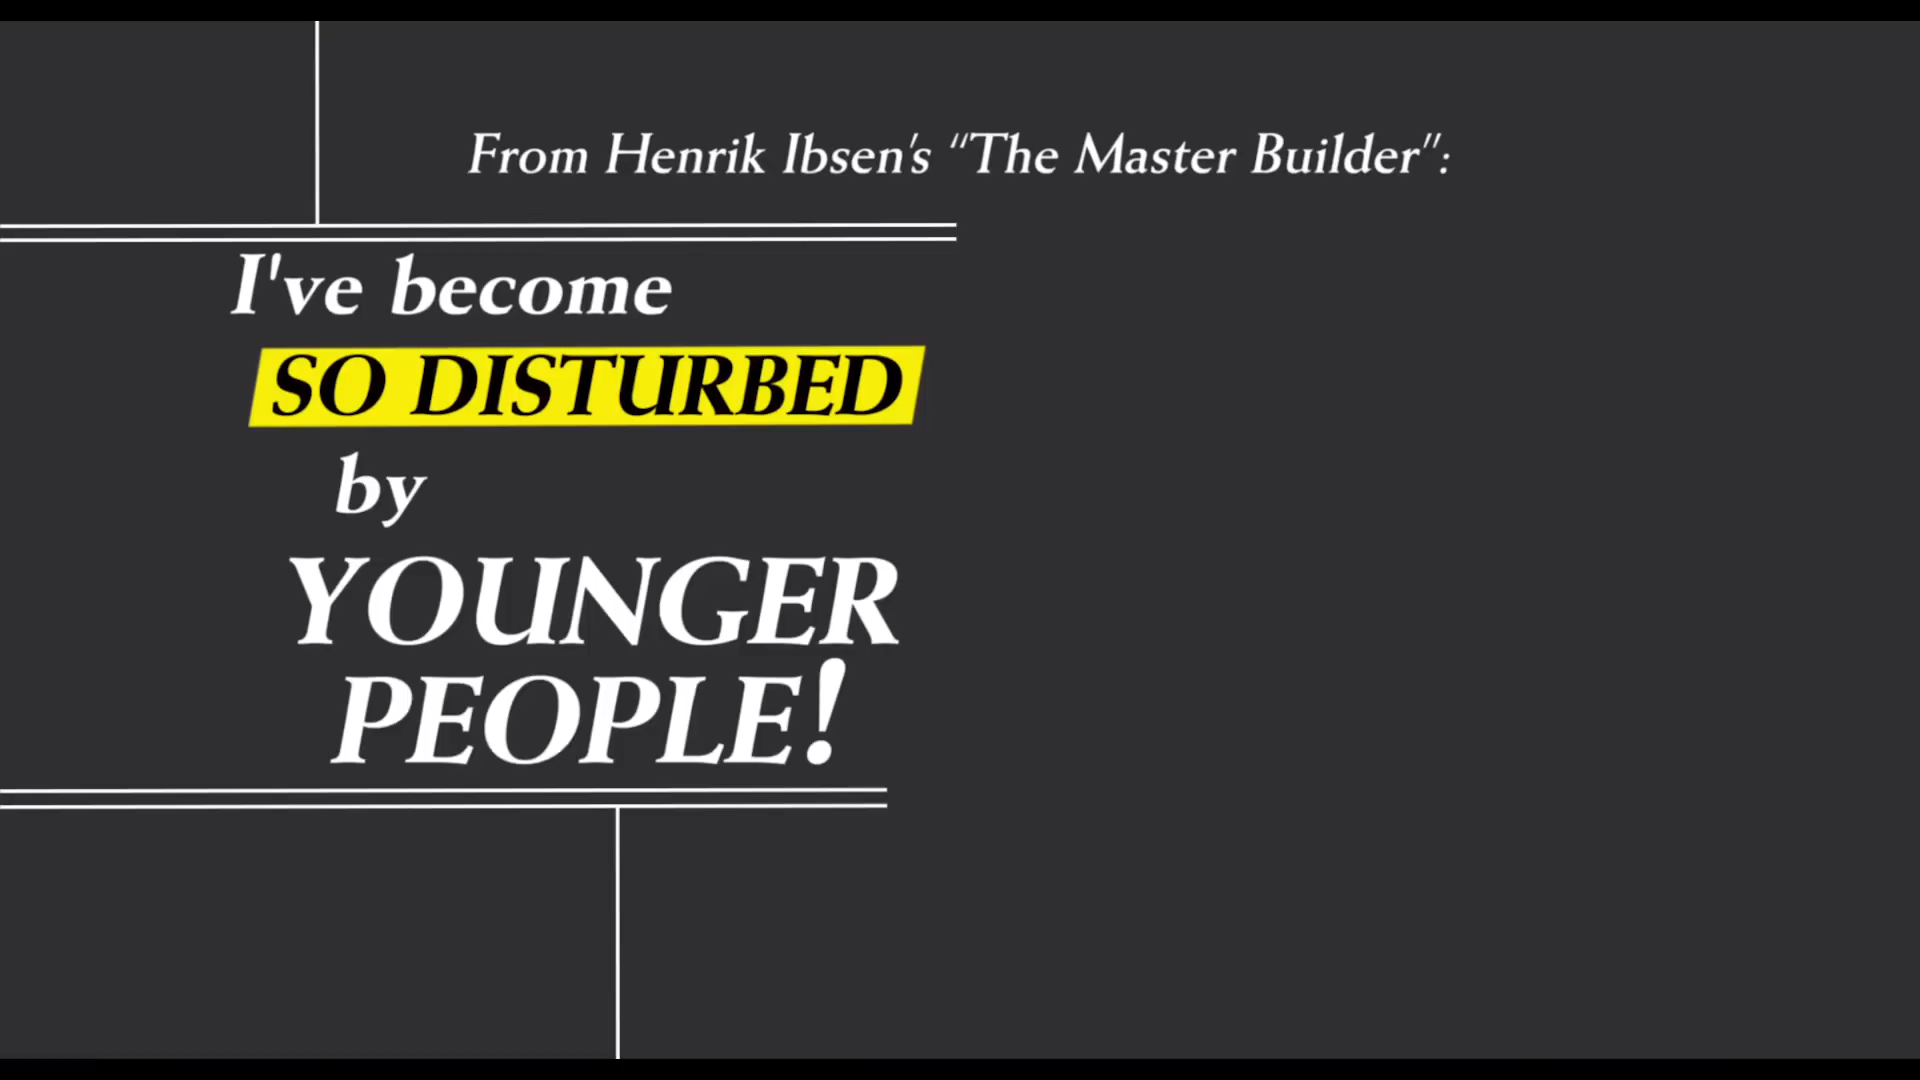 From Henrik Ibsen's “The Master Builder”:
I've become
SO DISTURBED
by
YOUNGER
PEOPLE!